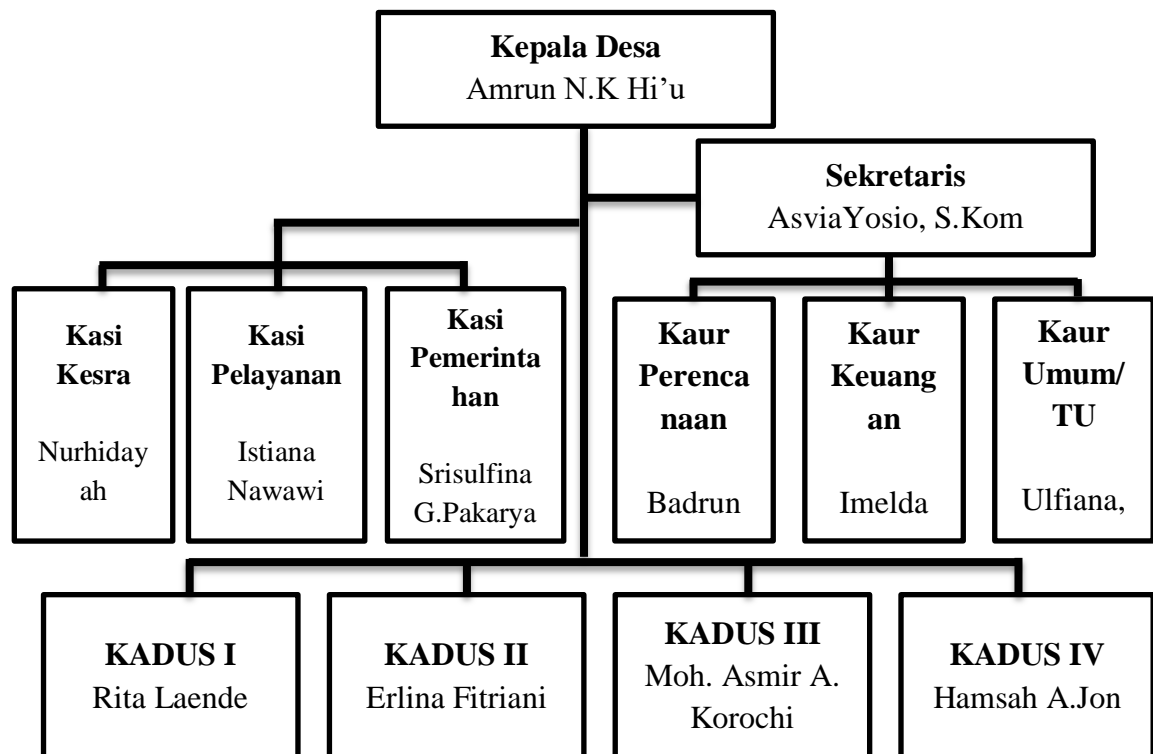 Kepala Desa
Amrun N.K Hi’u
Sekretaris
AsviaYosio, S.Kom
Kasi
Kesra
Nurhiday
ah
Kasi
Pelayanan
Istiana
Nawawi
Kasi
Pemerinta
han
Srisulfina
G.Pakarya
Kaur
Perenca
naan
Badrun
Kaur
Keuang
an
Imelda
Kaur
Umum/
TU
Ulfiana,
KADUS I
Rita Laende
KADUS II
Erlina Fitriani
KADUS III
Moh. Asmir A.
Korochi
KADUS IV
Hamsah A.Jon